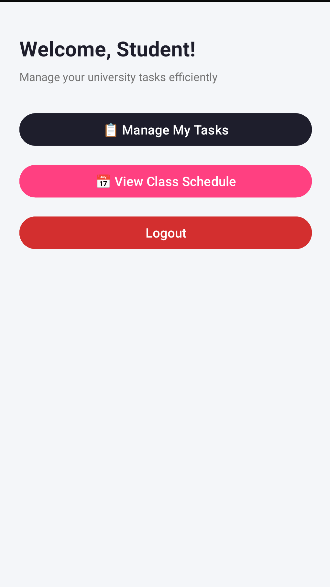 Welcome, Student!
Manage your university tasks efficiently
📋 Manage My Tasks
📅 View Class Schedule
Logout